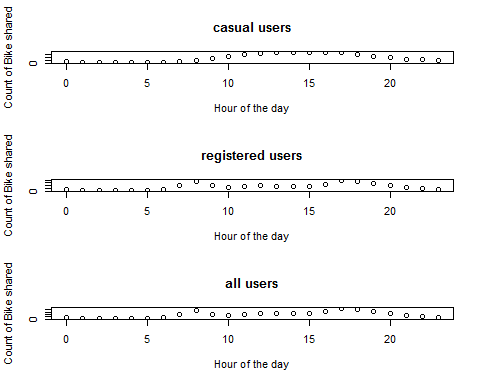 casual users
Count of Bike shared
0
0 5 10 15 20
Hour of the day
registered users
Count of Bike shared
0
0 5 10 15 20
Hour of the day
all users
Count of Bike shared
0
0 5 10 15 20
Hour of the day